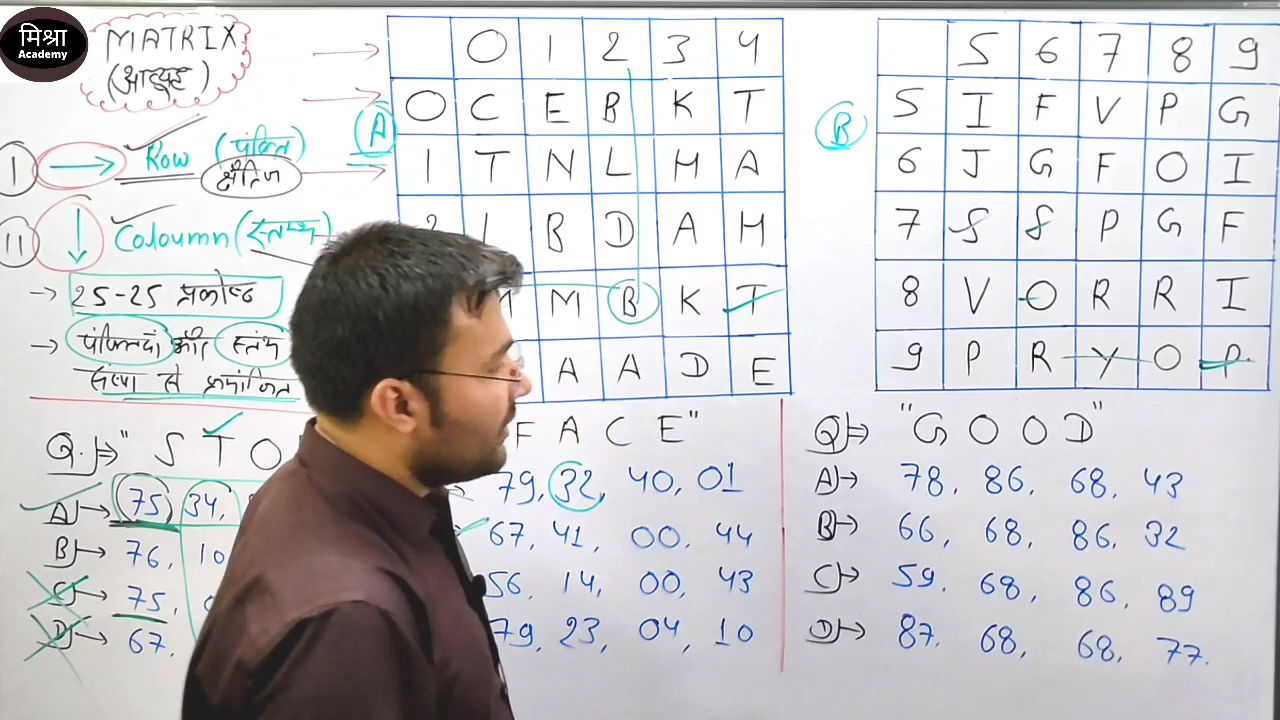 मिश्रा
Academy
MATRIX
(आव्यूह)
I → Row (पंक्ति)
क्षैतिज
II ↓ Coloumn (स्तम्भ)
→ 25-25 प्रकोष्ठ
→ पंक्तियों और स्तंभ
संख्या से प्रमाणित
A
0 1 2 3 4
0 C E B K T
1 T N L M A
B D A H
M B K T
A A D E
B
5 6 7 8 9
5 I F V P G
6 J G F O I
7 S S P G F
8 V O R R I
9 P R Y O P
Q.→ " S T O
A→ 75, 34,
B→ 76, 10
C→ 75,
D→ 67,
F A C E"
79, 32, 40, 01
67, 41, 00, 44
56, 14, 00, 43
79, 23, 04, 10
Q→ "G O O D"
A→ 78, 86, 68, 43
B→ 66, 68, 86, 32
C→ 59, 68, 86, 89
D→ 87, 68, 68, 77.